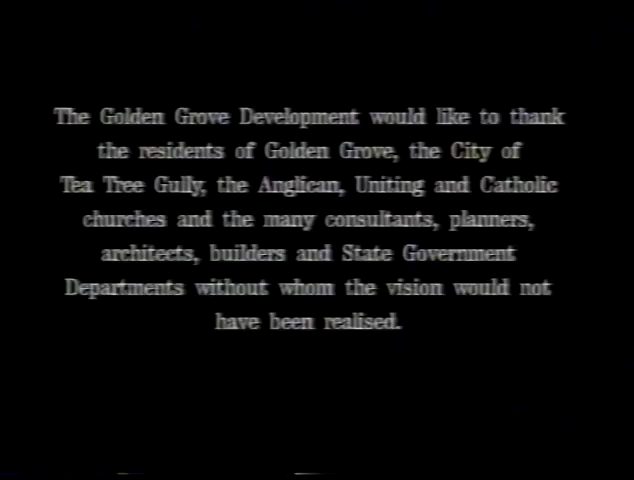 The Golden Grove Development would like to thank
the residents of Golden Grove, the City of
Tea Tree Gully, the Anglican, Uniting and Catholic
churches and the many consultants, planners,
architects, builders and State Government
Departments without whom the vision would not
have been realised.